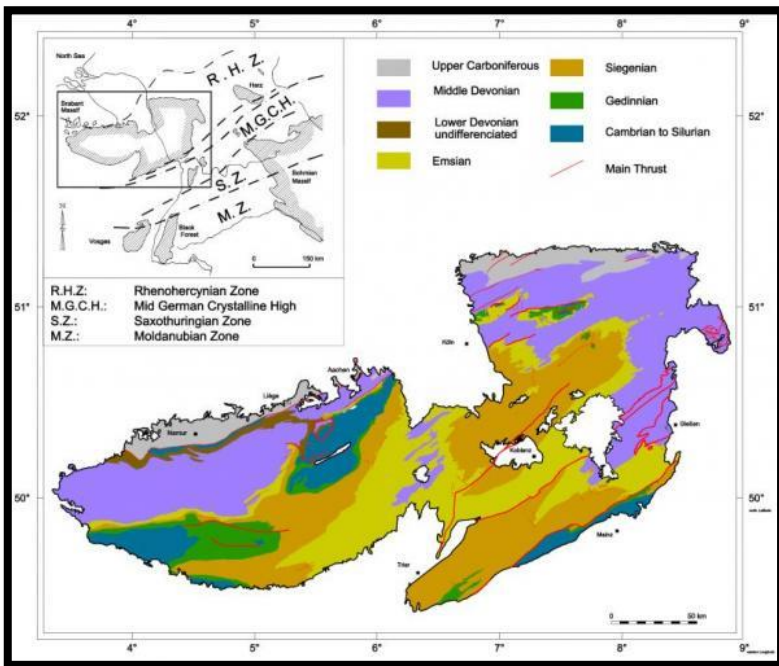 4° 5° 6° 7° 8° 9°
North Sea
R. H. Z.
Brabant
Massif
Harz
M.G.C.H.
S. Z.
Bohmian
Massif
M. Z.
Vosges
Black
Forest
0 150 km
R.H.Z: Rhenohercynian Zone
M.G.C.H.: Mid German Crystalline High
S.Z.: Saxothuringian Zone
M.Z.: Moldanubian Zone
Upper Carboniferous
Middle Devonian
Lower Devonian
undifferenciated
Emsian
Siegenian
Gedinnian
Cambrian to Silurian
Main Thrust
52° 52°
51° 51°
50° 50°
Köln
Aachen
Liège
Namur
Gießen
Koblenz
Mainz
Trier
0 50 km
4° 5° 6° 7° 8° 9°